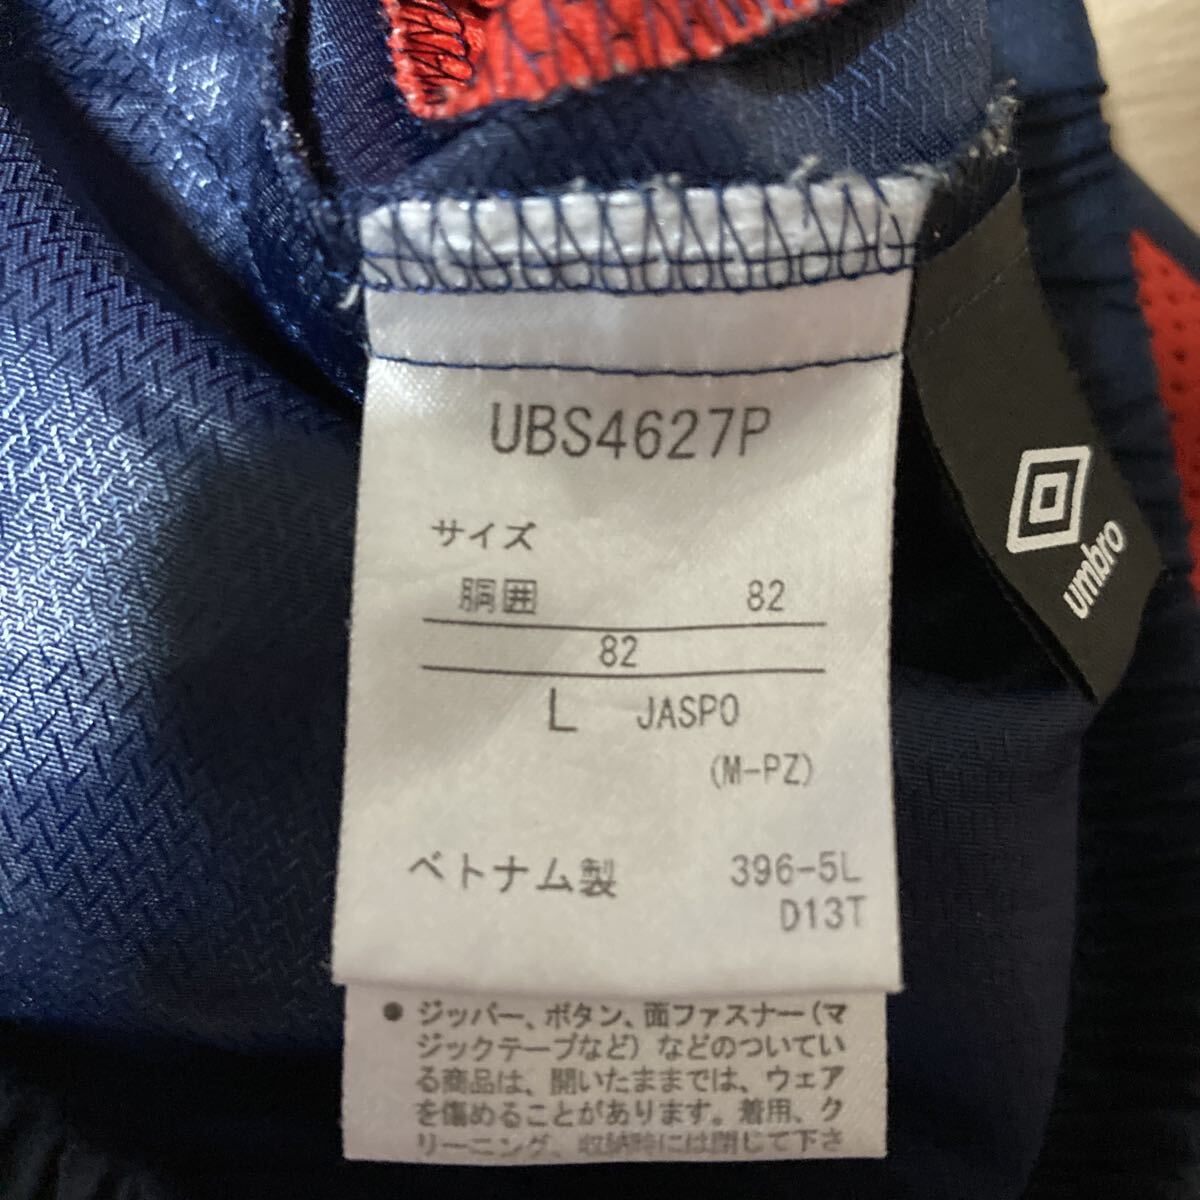 UBS4627P
サイズ
胴囲 82
82
L JASPO
(M-PZ)
ベトナム製 396-5L
D13T
umbro
● ジッパー、ボタン、面ファスナー(マ
ジックテープなど)などのついてい
る商品は、開いたままでは、ウェア
を傷めることがあります。着用、ク
リーニング、収納時には閉じて下さ